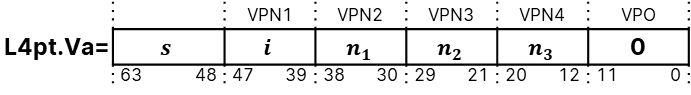 VPN1 VPN2 VPN3 VPN4 VPO
L4pt.Va= s i n₁ n₂ n₃ 0
63 48 47 39 38 30 29 21 20 12 11 0